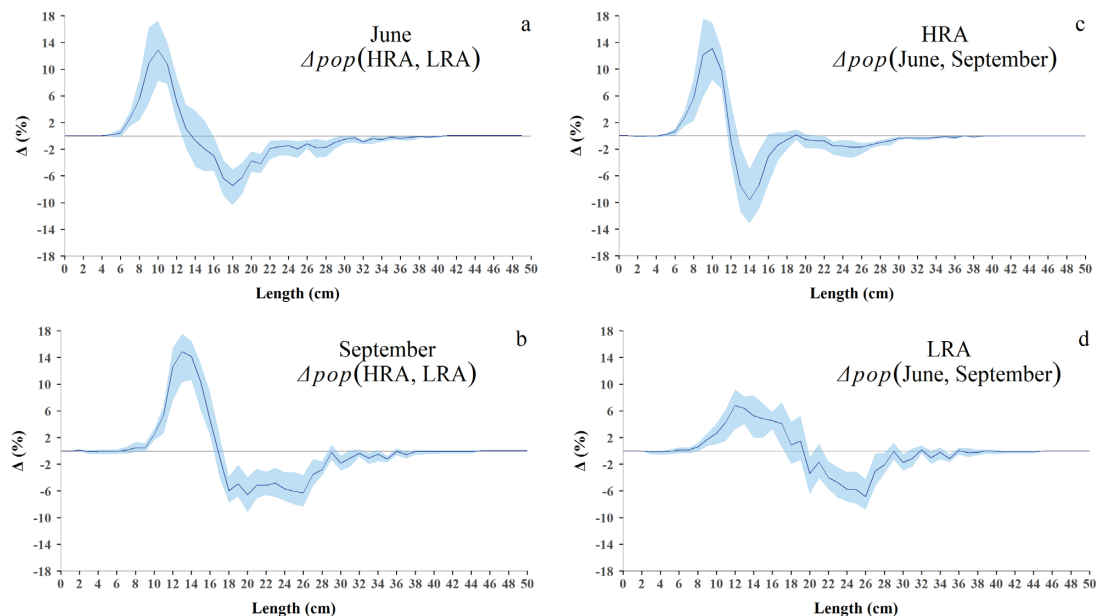 a
June
Δpop(HRA, LRA)
Δ (%)
18
14
10
6
2
-2
-6
-10
-14
-18
0 2 4 6 8 10 12 14 16 18 20 22 24 26 28 30 32 34 36 38 40 42 44 46 48 50
Length (cm)
c
HRA
Δpop(June, September)
Δ (%)
18
14
10
6
2
-2
-6
-10
-14
-18
0 2 4 6 8 10 12 14 16 18 20 22 24 26 28 30 32 34 36 38 40 42 44 46 48 50
Length (cm)
b
September
Δpop(HRA, LRA)
Δ (%)
18
14
10
6
2
-2
-6
-10
-14
-18
0 2 4 6 8 10 12 14 16 18 20 22 24 26 28 30 32 34 36 38 40 42 44 46 48 50
Length (cm)
d
LRA
Δpop(June, September)
Δ (%)
18
14
10
6
2
-2
-6
-10
-14
-18
0 2 4 6 8 10 12 14 16 18 20 22 24 26 28 30 32 34 36 38 40 42 44 46 48 50
Length (cm)